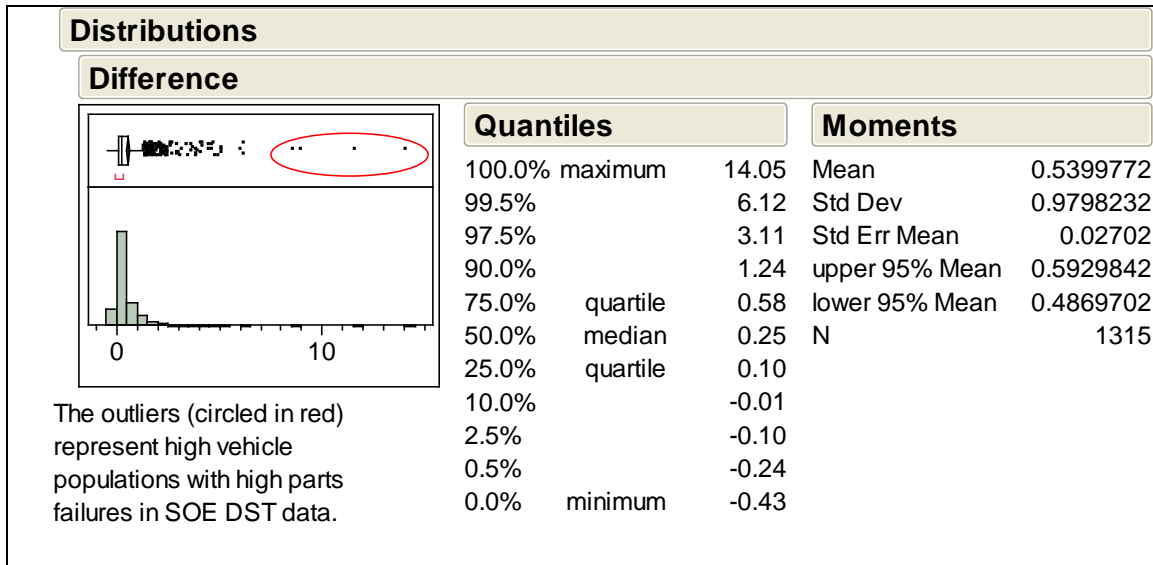 Distributions
Difference
0 10
The outliers (circled in red)
represent high vehicle
populations with high parts
failures in SOE DST data.
Quantiles
100.0% maximum 14.05
99.5% 6.12
97.5% 3.11
90.0% 1.24
75.0% quartile 0.58
50.0% median 0.25
25.0% quartile 0.10
10.0% -0.01
2.5% -0.10
0.5% -0.24
0.0% minimum -0.43
Moments
Mean 0.5399772
Std Dev 0.9798232
Std Err Mean 0.02702
upper 95% Mean 0.5929842
lower 95% Mean 0.4869702
N 1315